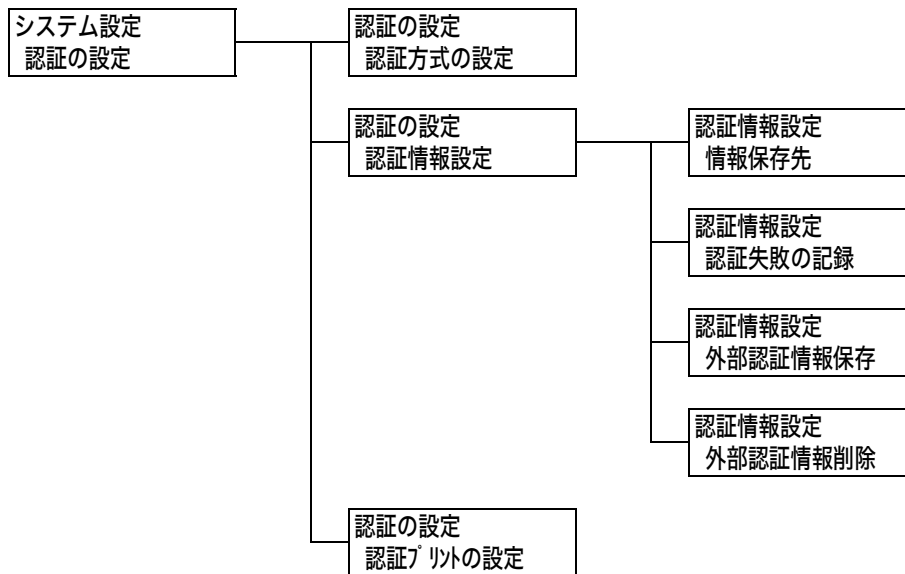 システム設定
認証の設定
認証の設定
認証方式の設定
認証の設定
認証情報設定
認証情報設定
情報保存先
認証情報設定
認証失敗の記録
認証情報設定
外部認証情報保存
認証情報設定
外部認証情報削除
認証の設定
認証ﾌﾟﾘﾝﾄの設定